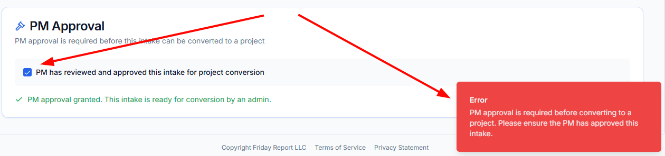 PM Approval
PM approval is required before this intake can be converted to a project
PM has reviewed and approved this intake for project conversion
PM approval granted. This intake is ready for conversion by an admin.
Error
PM approval is required before converting to a
project. Please ensure the PM has approved this
intake.
Copyright Friday Report LLC Terms of Service Privacy Statement